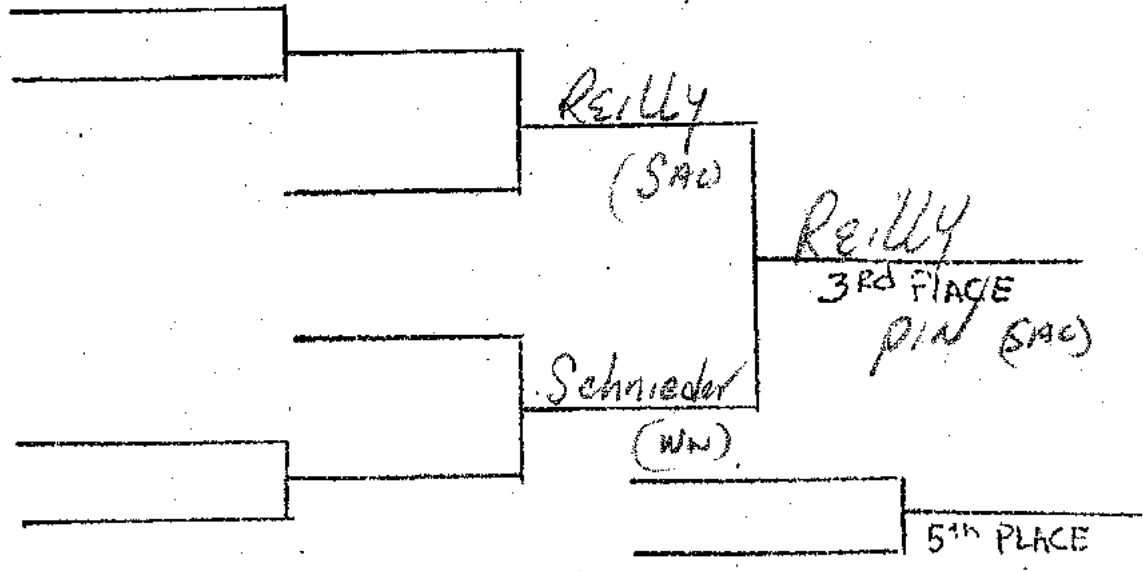 Reilly
(SAC)
Reilly
3rd PlACE
PIN (SAC)
Schnieder
(WN)
5th PLACE